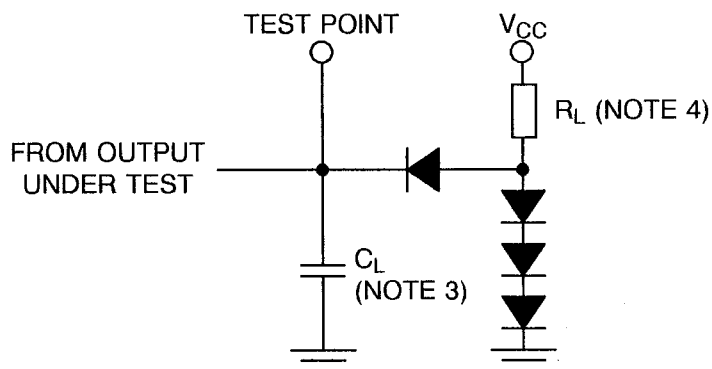 TEST POINT
VCC
RL (NOTE 4)
FROM OUTPUT
UNDER TEST
CL
(NOTE 3)